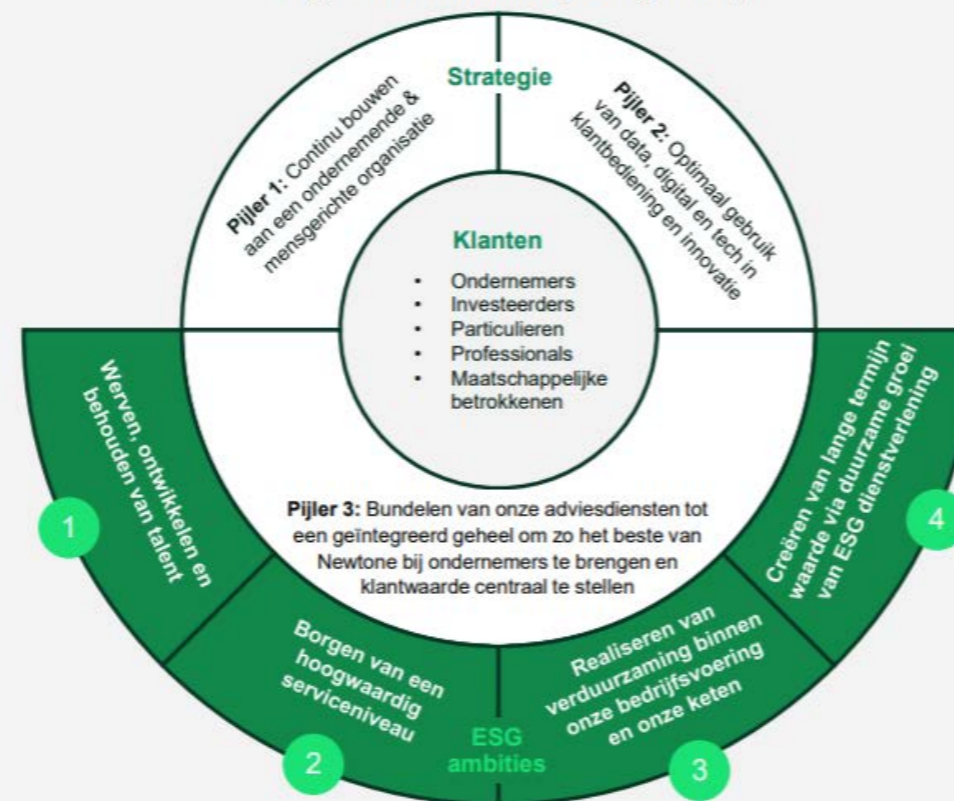 Strategie
Pijler 1: Continu bouwen
aan een ondernemende &
mensgerichte organisatie
Pijler 2: Optimaal gebruik
van data, digital en tech in
klantbediening en innovatie
Klanten
• Ondernemers
• Investeerders
• Particulieren
• Professionals
• Maatschappelijke
betrokkenen
Pijler 3: Bundelen van onze adviesdiensten tot
een geïntegreerd geheel om zo het beste van
Newtone bij ondernemers te brengen en
klantwaarde centraal te stellen
1
Werven, ontwikkelen en
behouden van talent
2
Borgen van een
hoogwaardig
serviceniveau
ESG
ambities
3
Realiseren van
verduurzaming binnen
onze bedrijfsvoering
en onze keten
4
Creëren van lange termijn
waarde via duurzame groei
van ESG dienstverlening